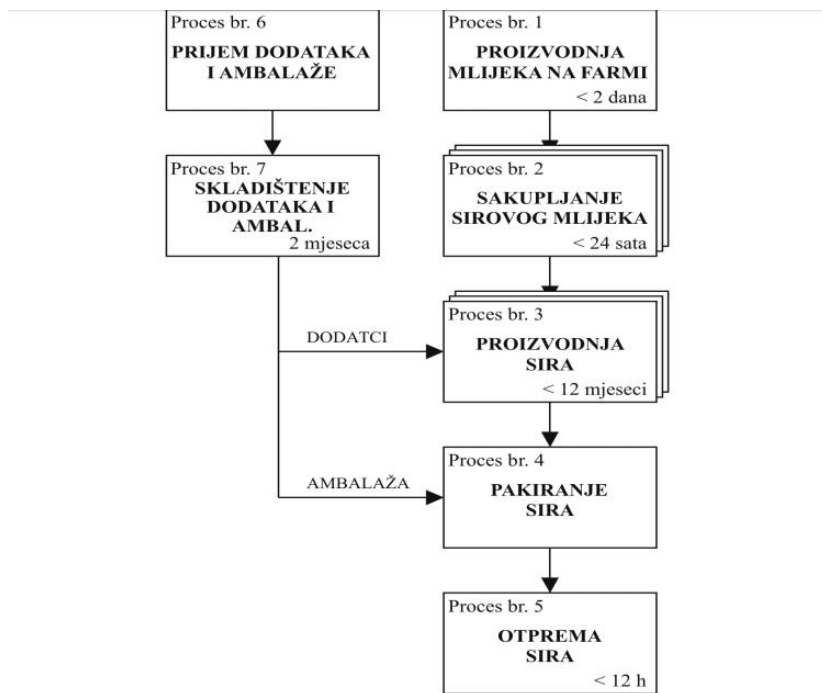 Proces br. 6
PRIJEM DODATAKA
I AMBALAŽE
Proces br. 1
PROIZVODNJA
MLIJEKA NA FARMI
< 2 dana
Proces br. 7
SKLADIŠTENJE
DODATAKA I
AMBAL.
2 mjeseca
Proces br. 2
SAKUPLJANJE
SIROVOG MLIJEKA
< 24 sata
DODATCI
Proces br. 3
PROIZVODNJA
SIRA
< 12 mjeseci
AMBALAŽA
Proces br. 4
PAKIRANJE
SIRA
Proces br. 5
OTPREMA
SIRA
< 12 h